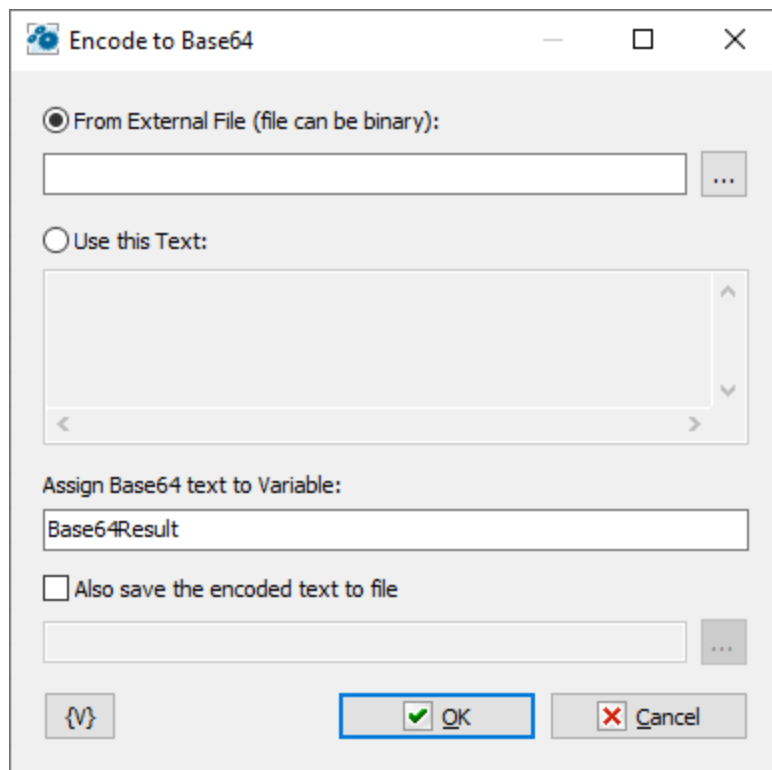 Encode to Base64
From External File (file can be binary):
...
Use this Text:
Assign Base64 text to Variable:
Base64Result
Also save the encoded text to file
...
{V} OK Cancel